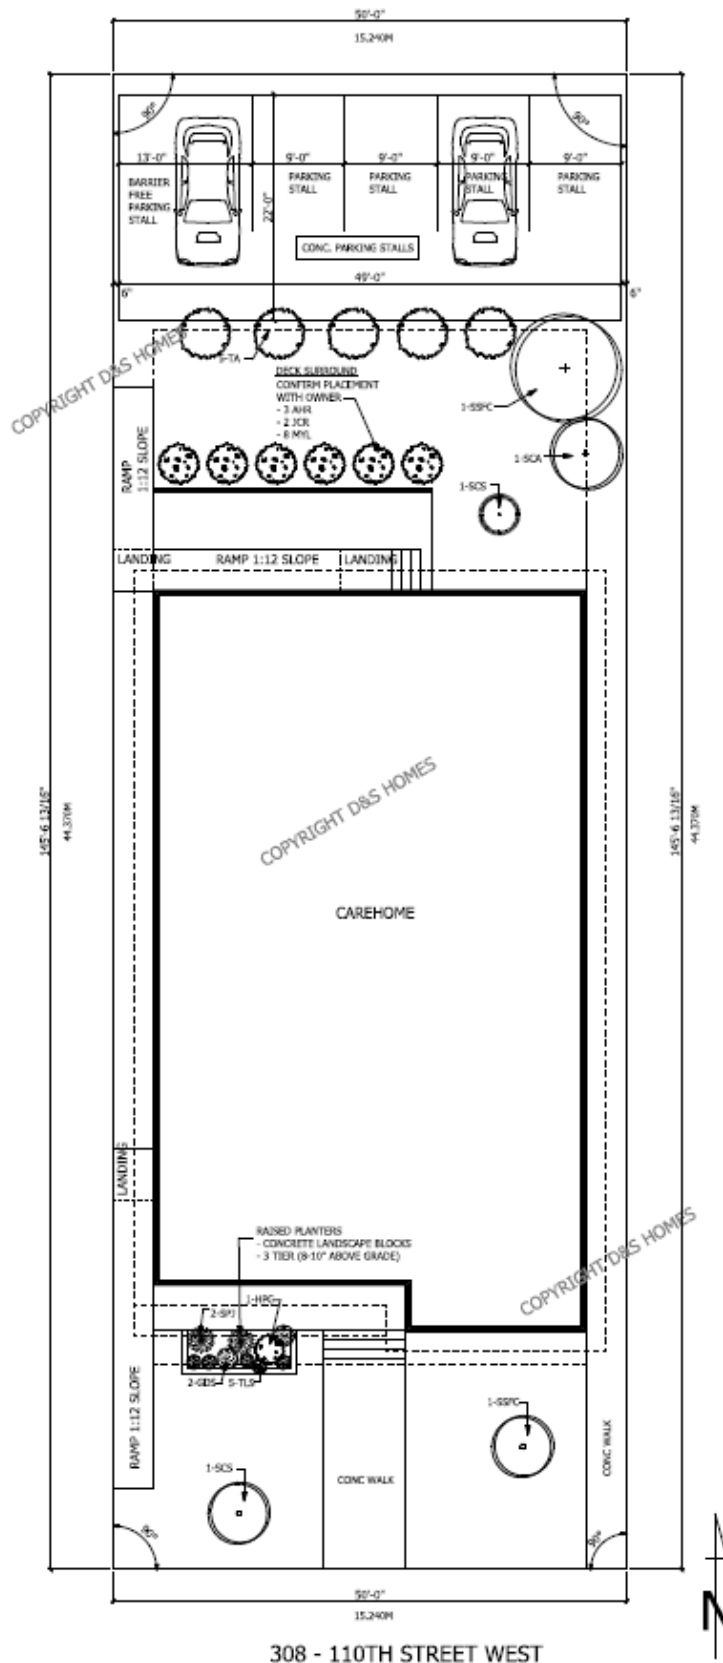 50'-0"
15.240M
90°
90°
13'-0"
9'-0"
9'-0"
9'-0"
9'-0"
BARRIER
FREE
PARKING
STALL
PARKING
STALL
PARKING
STALL
PARKING
STALL
PARKING
STALL
22'-0"
CONC. PARKING STALLS
49'-0"
6"
6"
COPYRIGHT D&S HOMES
5-TA
DECK SURROUND
CONFIRM PLACEMENT
WITH OWNER
- 3 AHR
- 2 JCR
- 8 MYL
1-SSFC
1-SCA
1-SCS
RAMP
1:12 SLOPE
LANDING
RAMP 1:12 SLOPE
LANDING
145'-6 13/16"
44.370M
145'-6 13/16"
44.370M
COPYRIGHT D&S HOMES
CAREHOME
LANDING
COPYRIGHT D&S HOMES
RAISED PLANTERS
- CONCRETE LANDSCAPE BLOCKS
- 3 TIER (8-10" ABOVE GRADE)
1-HPG
2-SPJ
2-GDS
5-TLS
RAMP 1:12 SLOPE
1-SSFC
1-SCS
CONC WALK
CONC WALK
90°
90°
50'-0"
15.240M
N
308 - 110TH STREET WEST